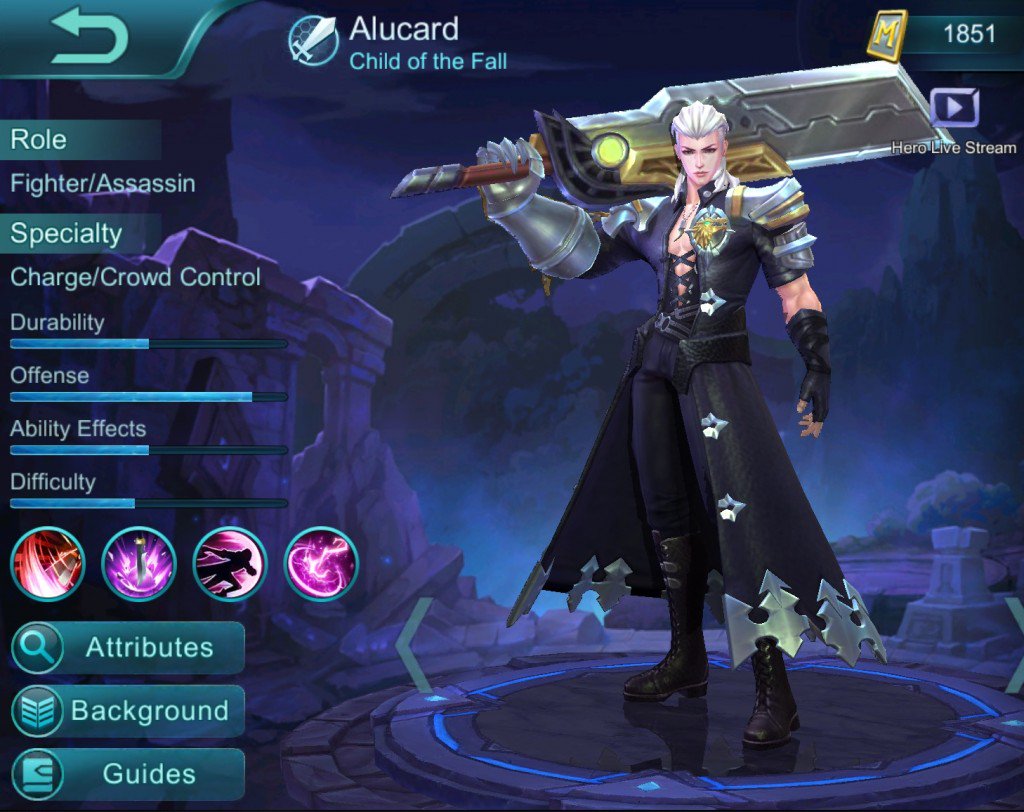 Alucard
Child of the Fall
1851
Hero Live Stream
Role
Fighter/Assassin
Specialty
Charge/Crowd Control
Durability
Offense
Ability Effects
Difficulty
Attributes
Background
Guides